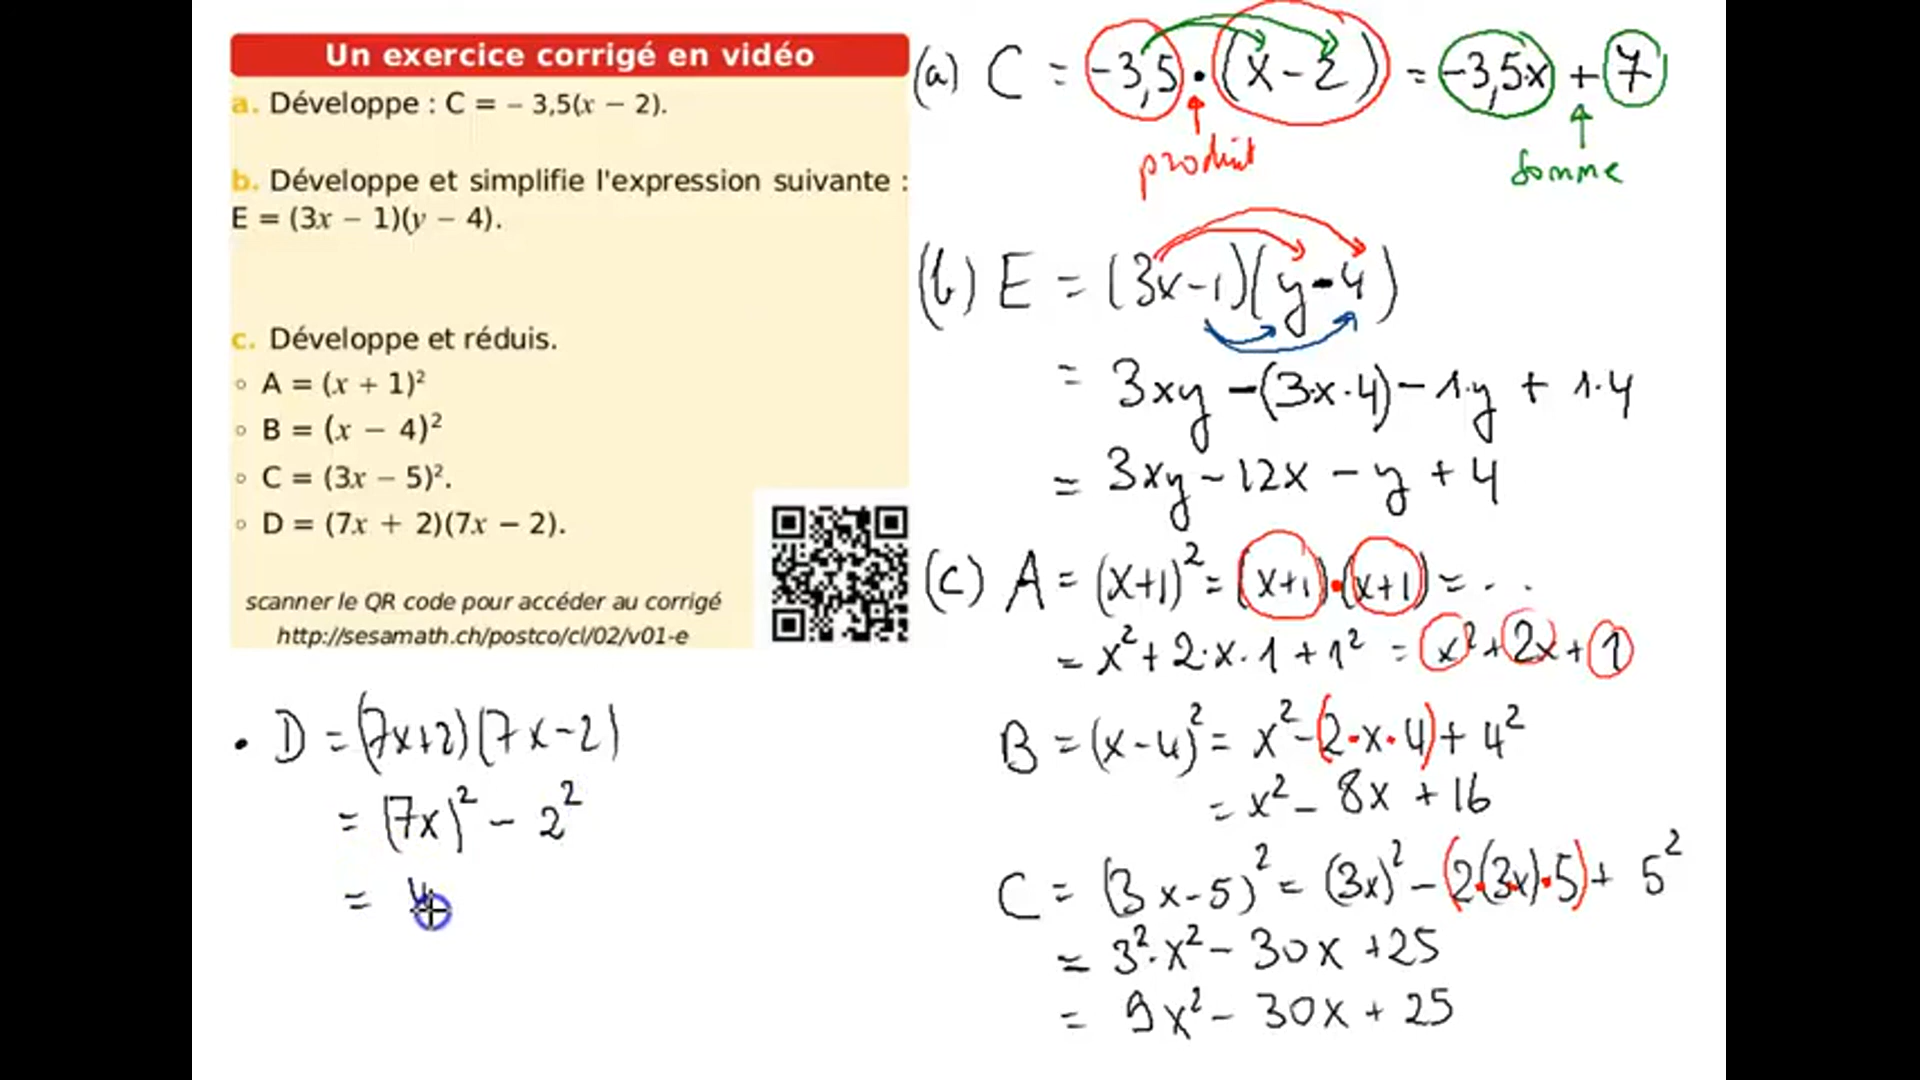 Un exercice corrigé en vidéo
a. Développe : C = – 3,5(x − 2).
b. Développe et simplifie l'expression suivante :
E = (3x − 1)(y − 4).
c. Développe et réduis.
◦ A = (x + 1)²
◦ B = (x − 4)²
◦ C = (3x − 5)².
◦ D = (7x + 2)(7x − 2).
scanner le QR code pour accéder au corrigé
http://sesamath.ch/postco/cl/02/v01-e
• D = (7x+2)(7x−2)
= (7x)² − 2²
= 4
(a) C = −3,5 • (x−2) = −3,5·x + 7
produit
somme
(b) E = (3x−1)(y−4)
= 3xy −(3·x·4) − 1·y + 1·4
= 3xy − 12x − y + 4
(c) A = (x+1)² = (x+1)•(x+1) = ...
= x² + 2·x·1 + 1² = x² + 2x + 1
B = (x−4)² = x² − (2•x•4) + 4²
= x² − 8x + 16
C = (3x−5)² = (3x)² − (2•(3•x)•5) + 5²
= 3²·x² − 30x + 25
= 9x² − 30x + 25